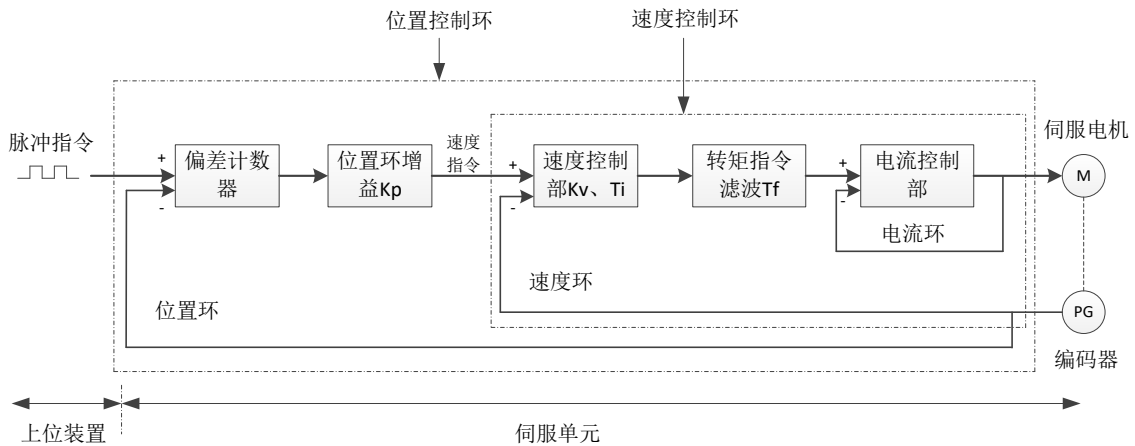 位置控制环
速度控制环
脉冲指令
伺服电机
+
偏差计数
器
位置环增
益Kp
速度
指令
+
速度控制
部Kv、Ti
转矩指令
滤波Tf
+
电流控制
部
M
-
-
-
电流环
速度环
位置环
PG
编码器
上位装置
伺服单元